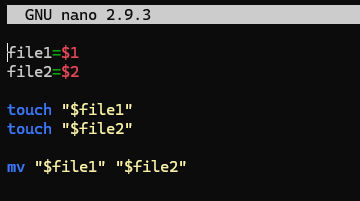 GNU nano 2.9.3
file1=$1
file2=$2
touch "$file1"
touch "$file2"
mv "$file1" "$file2"